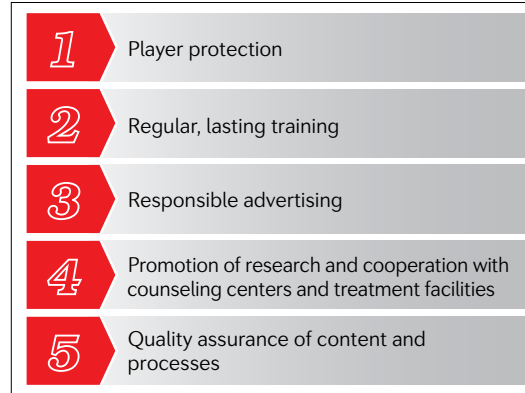 1
Player protection
2
Regular, lasting training
3
Responsible advertising
4
Promotion of research and cooperation with
counseling centers and treatment facilities
5
Quality assurance of content and
processes